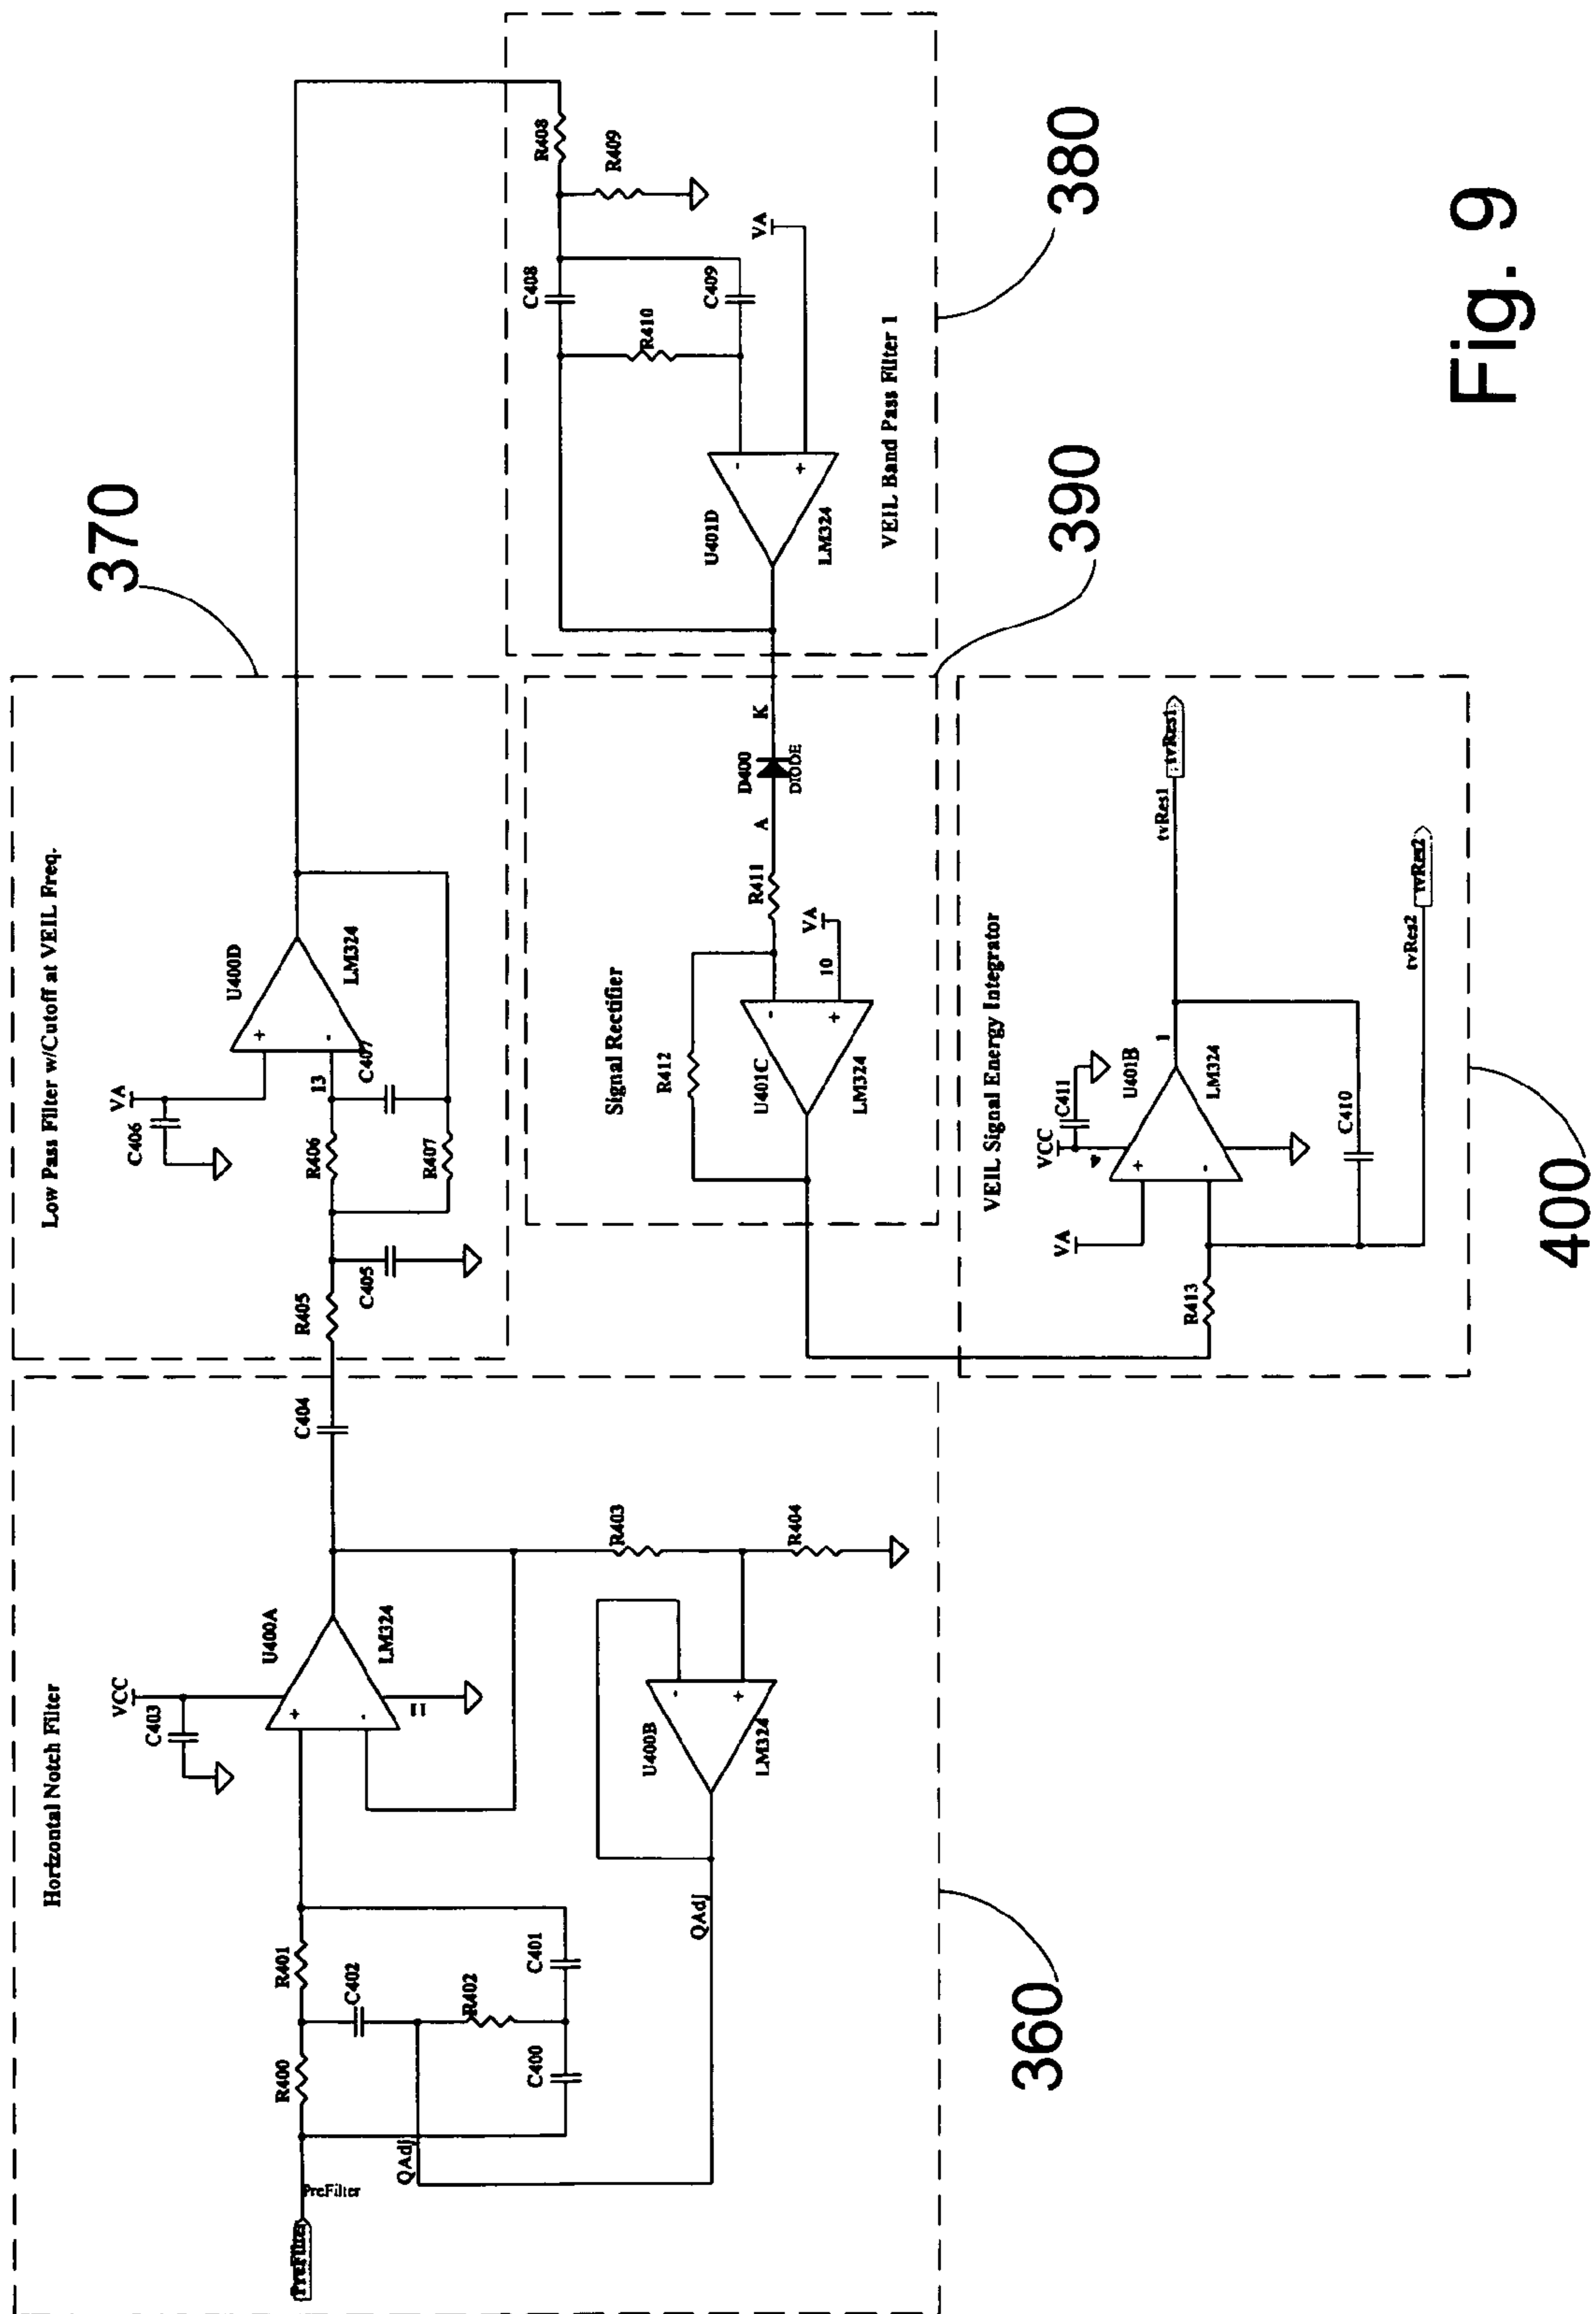 Horizontal Notch Filter
PreFilter
PreFilter
R400
R401
C402
R402
C400
C401
QAdj
QAdj
VCC
C403
U400A
LM324
11
U400B
LM324
R403
R404
C404
360
Low Pass Filter w/Cutoff at VEIL Freq.
R405
C405
R406
R407
C406
VA
13
C407
U400D
LM324
+
-
370
R408
R409
C408
C409
R410
VA
U401D
LM324
VEIL Band Pass Filter 1
380
Signal Rectifier
K
D400
DIODE
A
R411
R412
VA
10
U401C
LM324
390
VEIL Signal Energy Integrator
VA
VCC
C411
4
U401B
LM324
1
R413
C410
tvRes1
tvRes1
tvRes2
tvRes2
400
Fig. 9